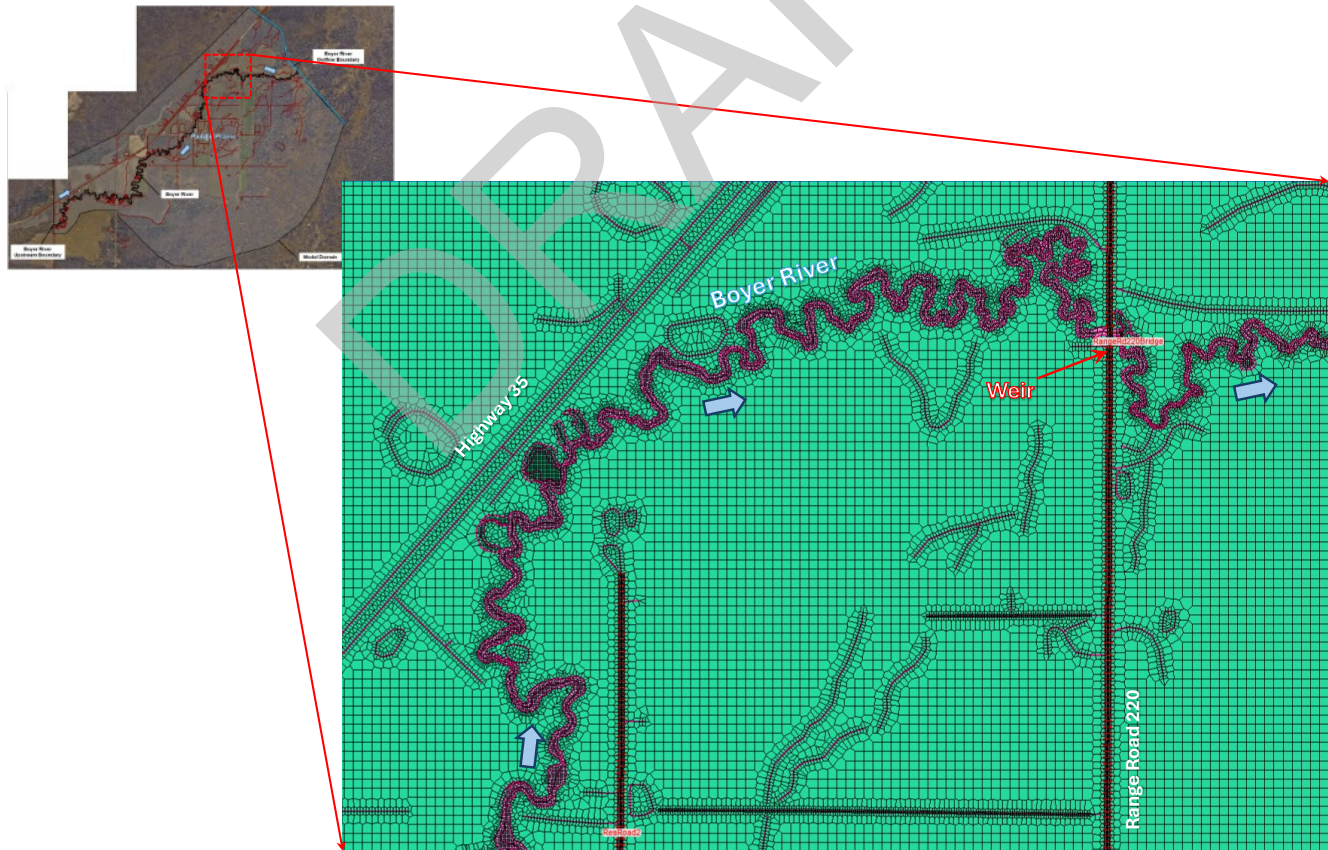 Boyer River
Outflow Boundary
Boyer River
Boyer River
Upstream Boundary
Model Domain
DRA
Boyer River
Highway 35
RangeRd220Bridge
Weir
Range Road 220
ResRoad2